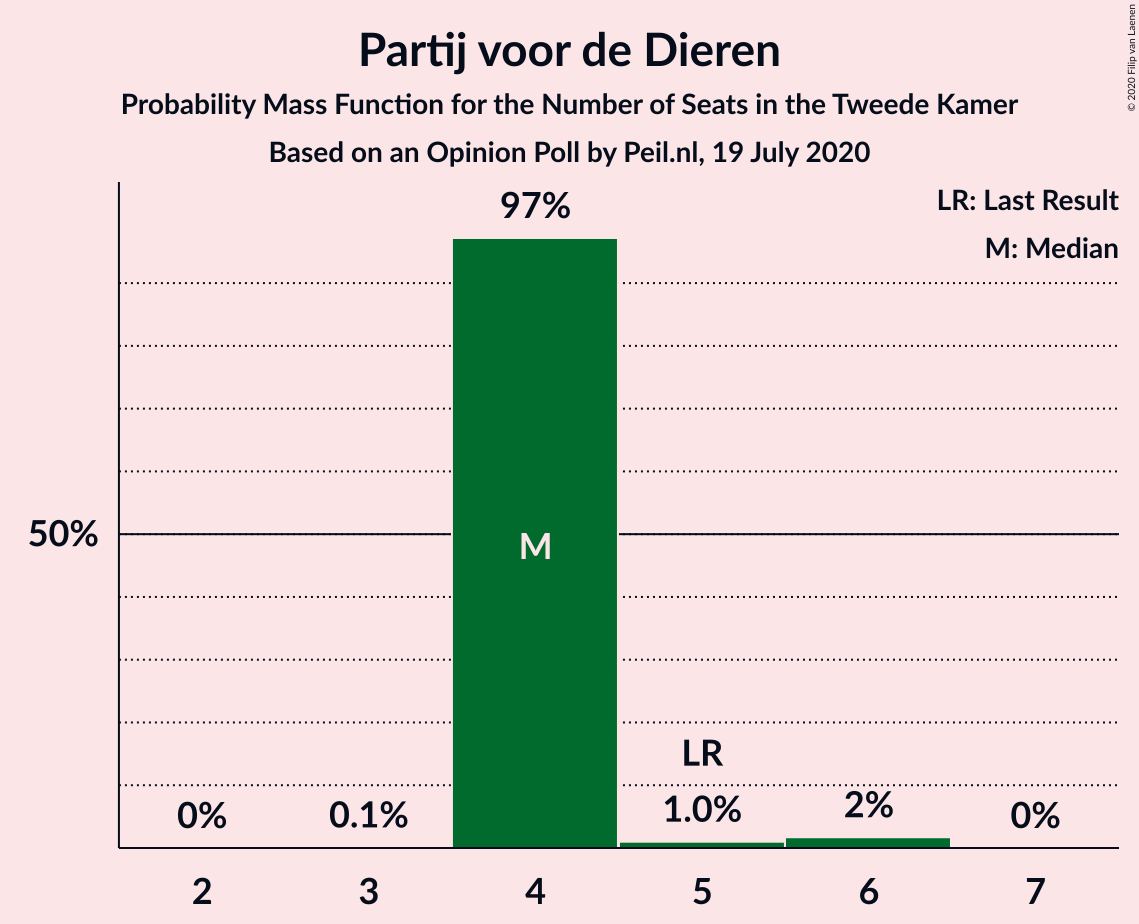 Partij voor de Dieren
Probability Mass Function for the Number of Seats in the Tweede Kamer
Based on an Opinion Poll by Peil.nl, 19 July 2020
© 2020 Filip van Laenen
LR: Last Result
M: Median
97%
50%
M
LR
0%
0.1%
1.0%
2%
0%
2
3
4
5
6
7